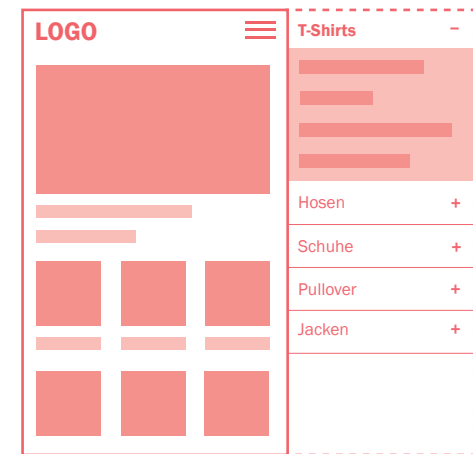 LOGO
T-Shirts –
Hosen +
Schuhe +
Pullover +
Jacken +